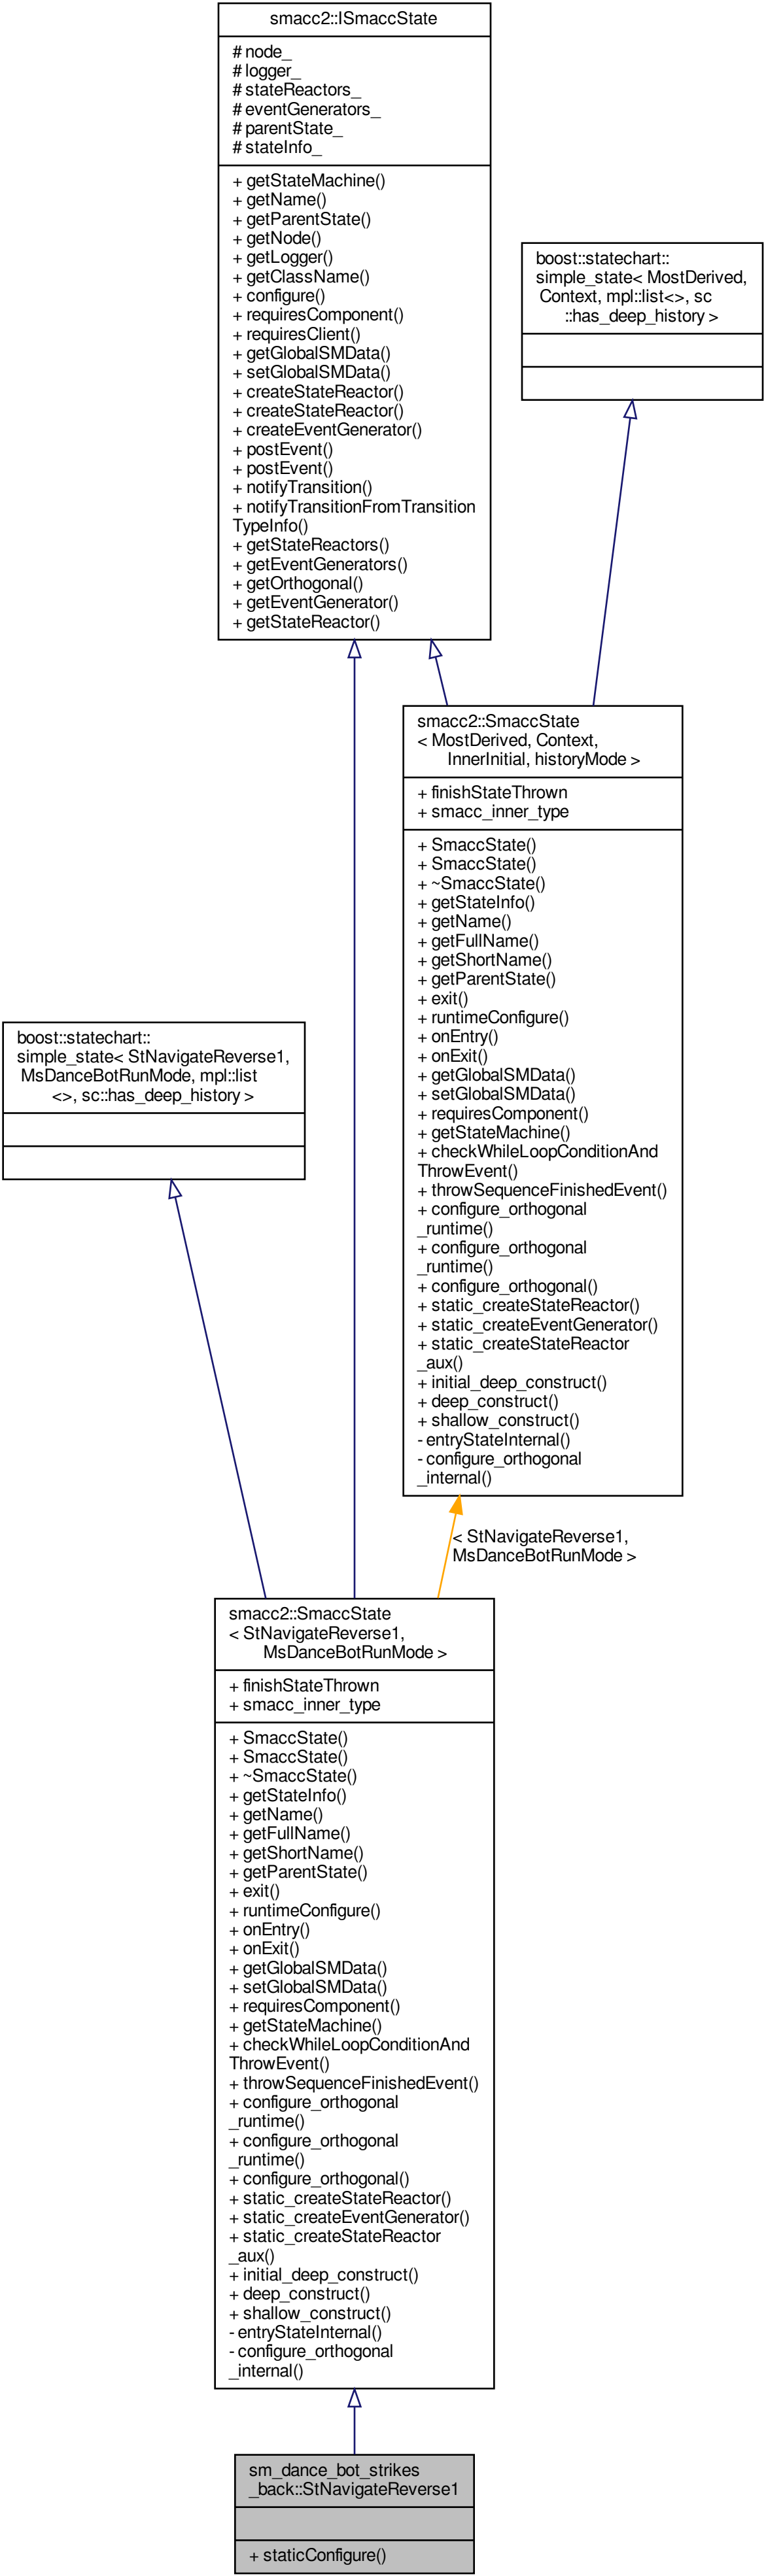 smacc2::ISmaccState
# node_
# logger_
# stateReactors_
# eventGenerators_
# parentState_
# stateInfo_
+ getStateMachine()
+ getName()
+ getParentState()
+ getNode()
+ getLogger()
+ getClassName()
+ configure()
+ requiresComponent()
+ requiresClient()
+ getGlobalSMData()
+ setGlobalSMData()
+ createStateReactor()
+ createStateReactor()
+ createEventGenerator()
+ postEvent()
+ postEvent()
+ notifyTransition()
+ notifyTransitionFromTransition
TypeInfo()
+ getStateReactors()
+ getEventGenerators()
+ getOrthogonal()
+ getEventGenerator()
+ getStateReactor()
boost::statechart::
simple_state< MostDerived,
Context, mpl::list<>, sc
::has_deep_history >
smacc2::SmaccState
< MostDerived, Context,
InnerInitial, historyMode >
+ finishStateThrown
+ smacc_inner_type
+ SmaccState()
+ SmaccState()
+ ~SmaccState()
+ getStateInfo()
+ getName()
+ getFullName()
+ getShortName()
+ getParentState()
+ exit()
+ runtimeConfigure()
+ onEntry()
+ onExit()
+ getGlobalSMData()
+ setGlobalSMData()
+ requiresComponent()
+ getStateMachine()
+ checkWhileLoopConditionAnd
ThrowEvent()
+ throwSequenceFinishedEvent()
+ configure_orthogonal
_runtime()
+ configure_orthogonal
_runtime()
+ configure_orthogonal()
+ static_createStateReactor()
+ static_createEventGenerator()
+ static_createStateReactor
_aux()
+ initial_deep_construct()
+ deep_construct()
+ shallow_construct()
- entryStateInternal()
- configure_orthogonal
_internal()
boost::statechart::
simple_state< StNavigateReverse1,
MsDanceBotRunMode, mpl::list
<>, sc::has_deep_history >
< StNavigateReverse1,
MsDanceBotRunMode >
smacc2::SmaccState
< StNavigateReverse1,
MsDanceBotRunMode >
+ finishStateThrown
+ smacc_inner_type
+ SmaccState()
+ SmaccState()
+ ~SmaccState()
+ getStateInfo()
+ getName()
+ getFullName()
+ getShortName()
+ getParentState()
+ exit()
+ runtimeConfigure()
+ onEntry()
+ onExit()
+ getGlobalSMData()
+ setGlobalSMData()
+ requiresComponent()
+ getStateMachine()
+ checkWhileLoopConditionAnd
ThrowEvent()
+ throwSequenceFinishedEvent()
+ configure_orthogonal
_runtime()
+ configure_orthogonal
_runtime()
+ configure_orthogonal()
+ static_createStateReactor()
+ static_createEventGenerator()
+ static_createStateReactor
_aux()
+ initial_deep_construct()
+ deep_construct()
+ shallow_construct()
- entryStateInternal()
- configure_orthogonal
_internal()
sm_dance_bot_strikes
_back::StNavigateReverse1
+ staticConfigure()